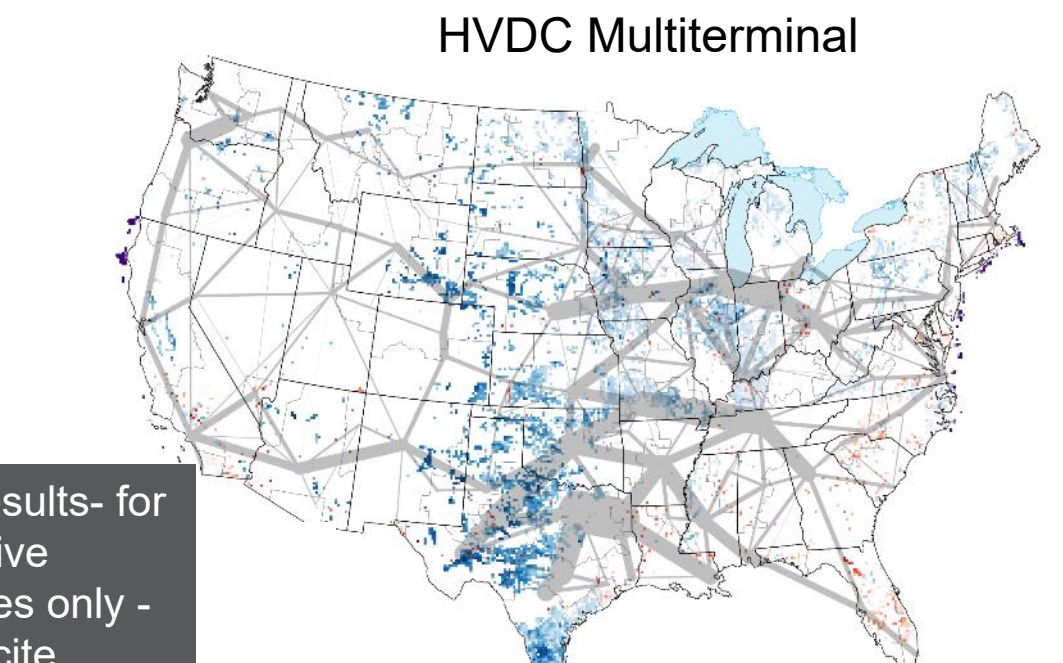 HVDC Multiterminal
sults- for
ive
es only -
cite